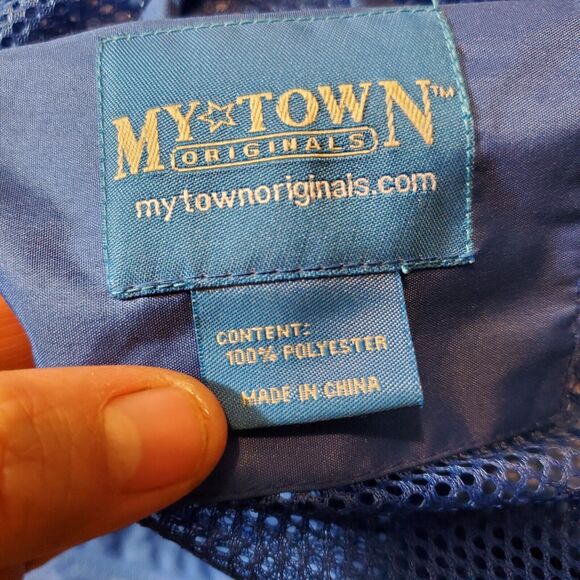 MY☆TOWN™
ORIGINALS
mytownoriginals.com
CONTENT:
100% POLYESTER
MADE IN CHINA